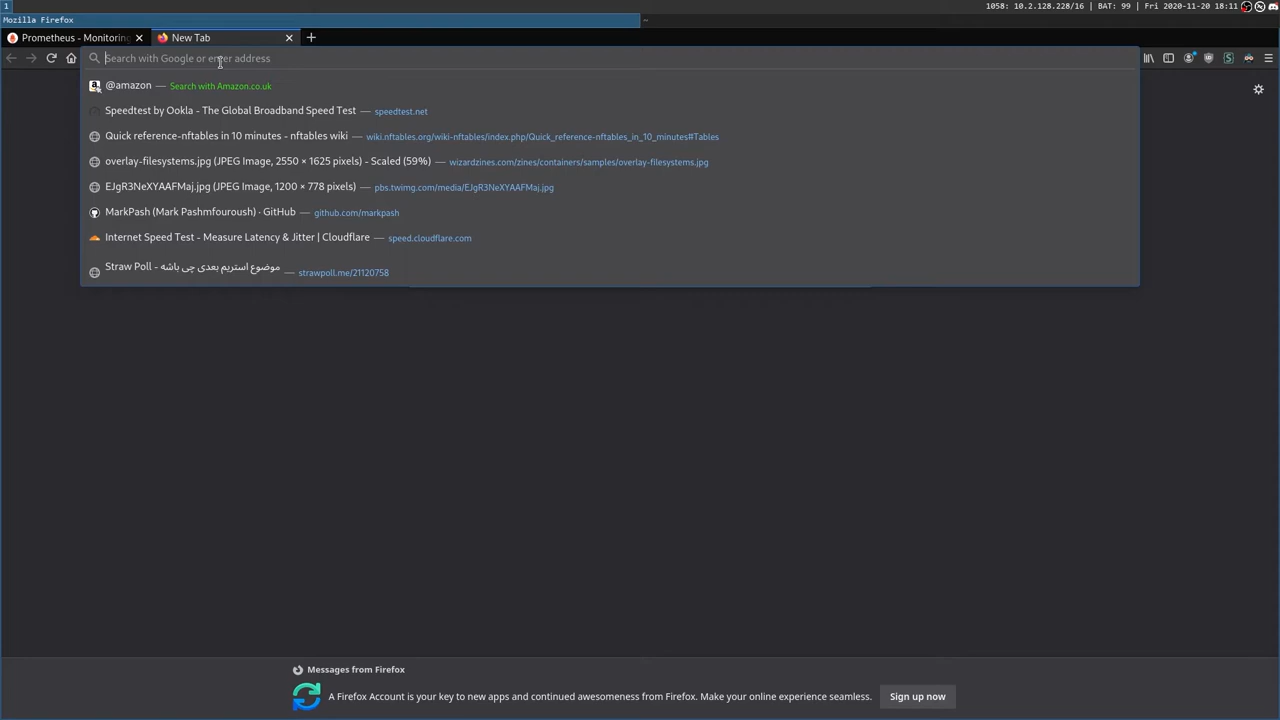 1
1058: 10.2.128.228/16 | BAT: 99 | Fri 2020-11-20 18:11
Mozilla Firefox
Prometheus - Monitoring
New Tab
Search with Google or enter address
@amazon — Search with Amazon.co.uk
Speedtest by Ookla - The Global Broadband Speed Test — speedtest.net
Quick reference-nftables in 10 minutes - nftables wiki — wiki.nftables.org/wiki-nftables/index.php/Quick_reference-nftables_in_10_minutes#Tables
overlay-filesystems.jpg (JPEG Image, 2550 × 1625 pixels) - Scaled (59%) — wizardzines.com/zines/containers/samples/overlay-filesystems.jpg
EJgR3NeXYAAFMaj.jpg (JPEG Image, 1200 × 778 pixels) — pbs.twimg.com/media/EJgR3NeXYAAFMaj.jpg
MarkPash (Mark Pashmfouroush) · GitHub — github.com/markpash
Internet Speed Test - Measure Latency & Jitter | Cloudflare — speed.cloudflare.com
Straw Poll - موضوع استریم بعدی چی باشه — strawpoll.me/21120758
Messages from Firefox
A Firefox Account is your key to new apps and continued awesomeness from Firefox. Make your online experience seamless.
Sign up now